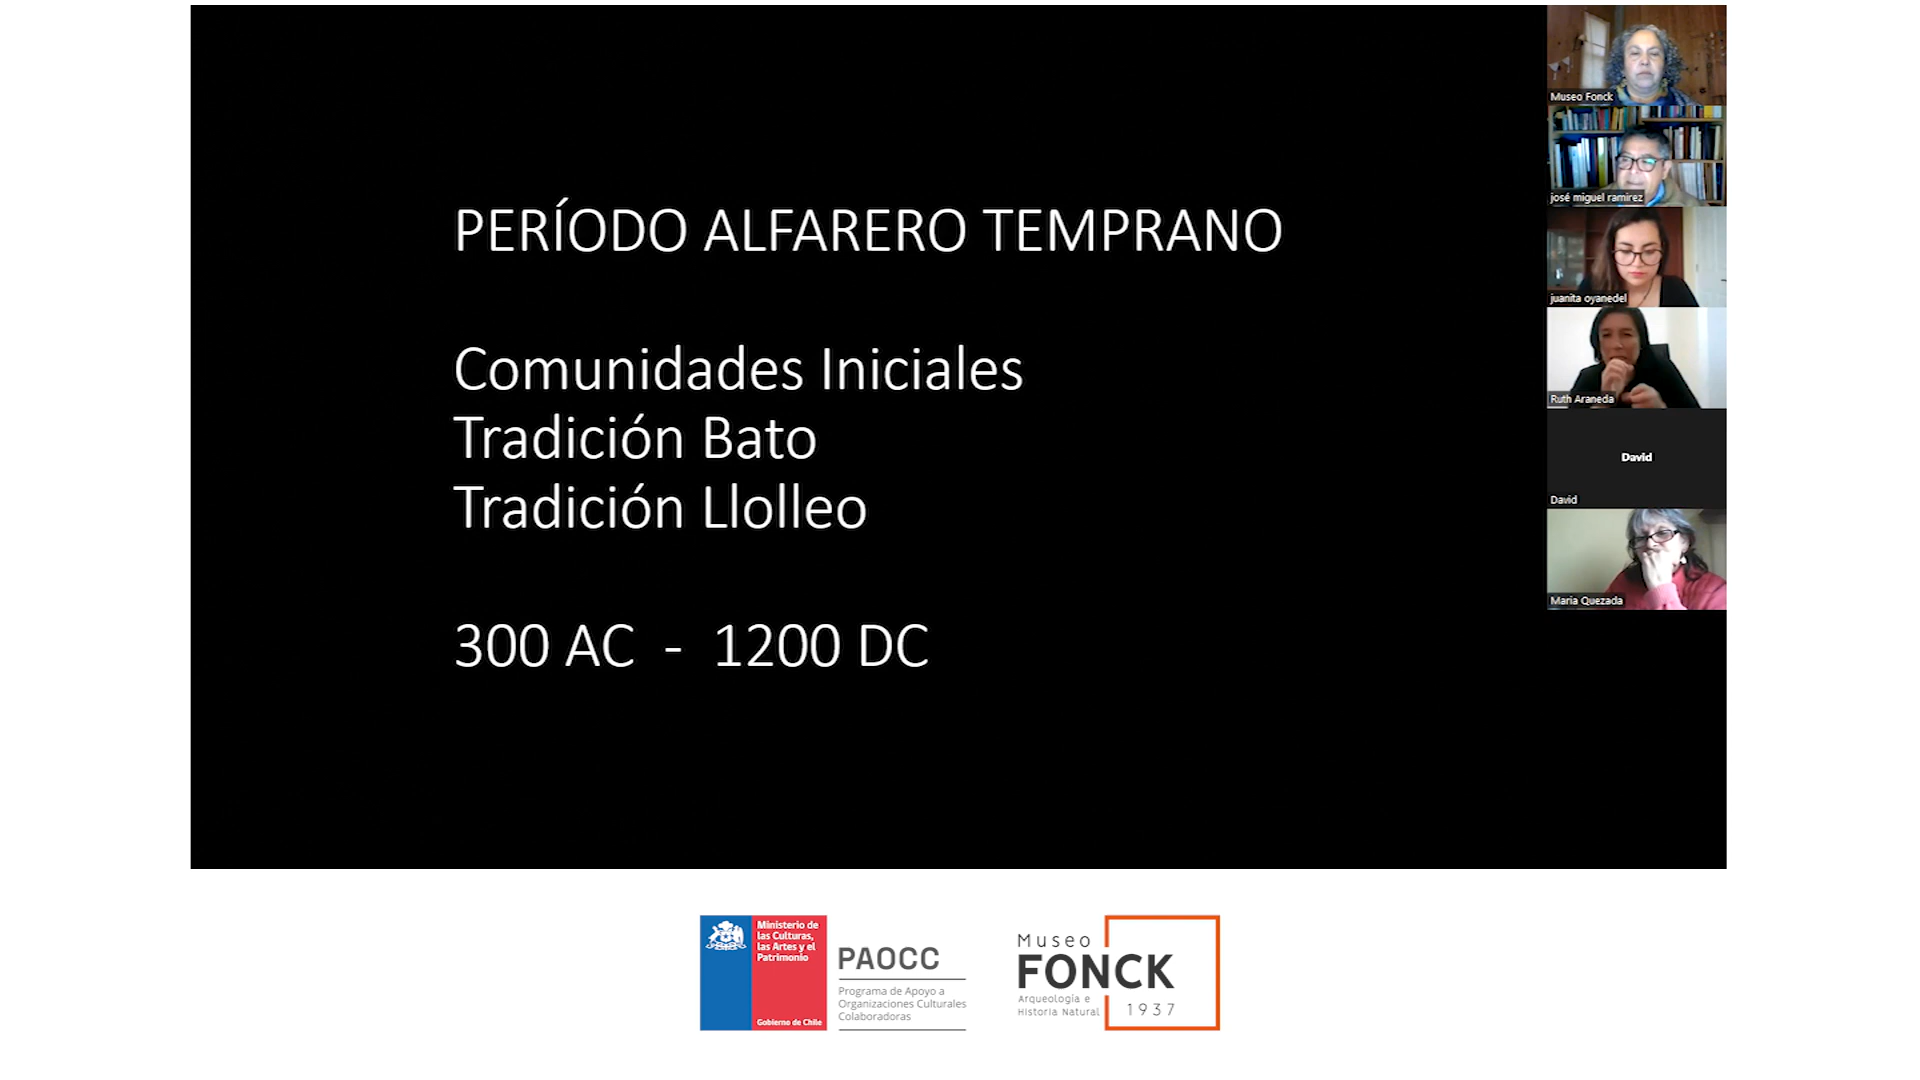 PERÍODO ALFARERO TEMPRANO
Comunidades Iniciales
Tradición Bato
Tradición Llolleo
300 AC - 1200 DC
Museo Fonck
josé miguel ramirez
juanita oyanedel
Ruth Araneda
David
David
Maria Quezada
Ministerio de
las Culturas,
las Artes y el
Patrimonio
Gobierno de Chile
PAOCC
Programa de Apoyo a
Organizaciones Culturales
Colaboradoras
Museo
FONCK
Arqueología e
Historia Natural
1937